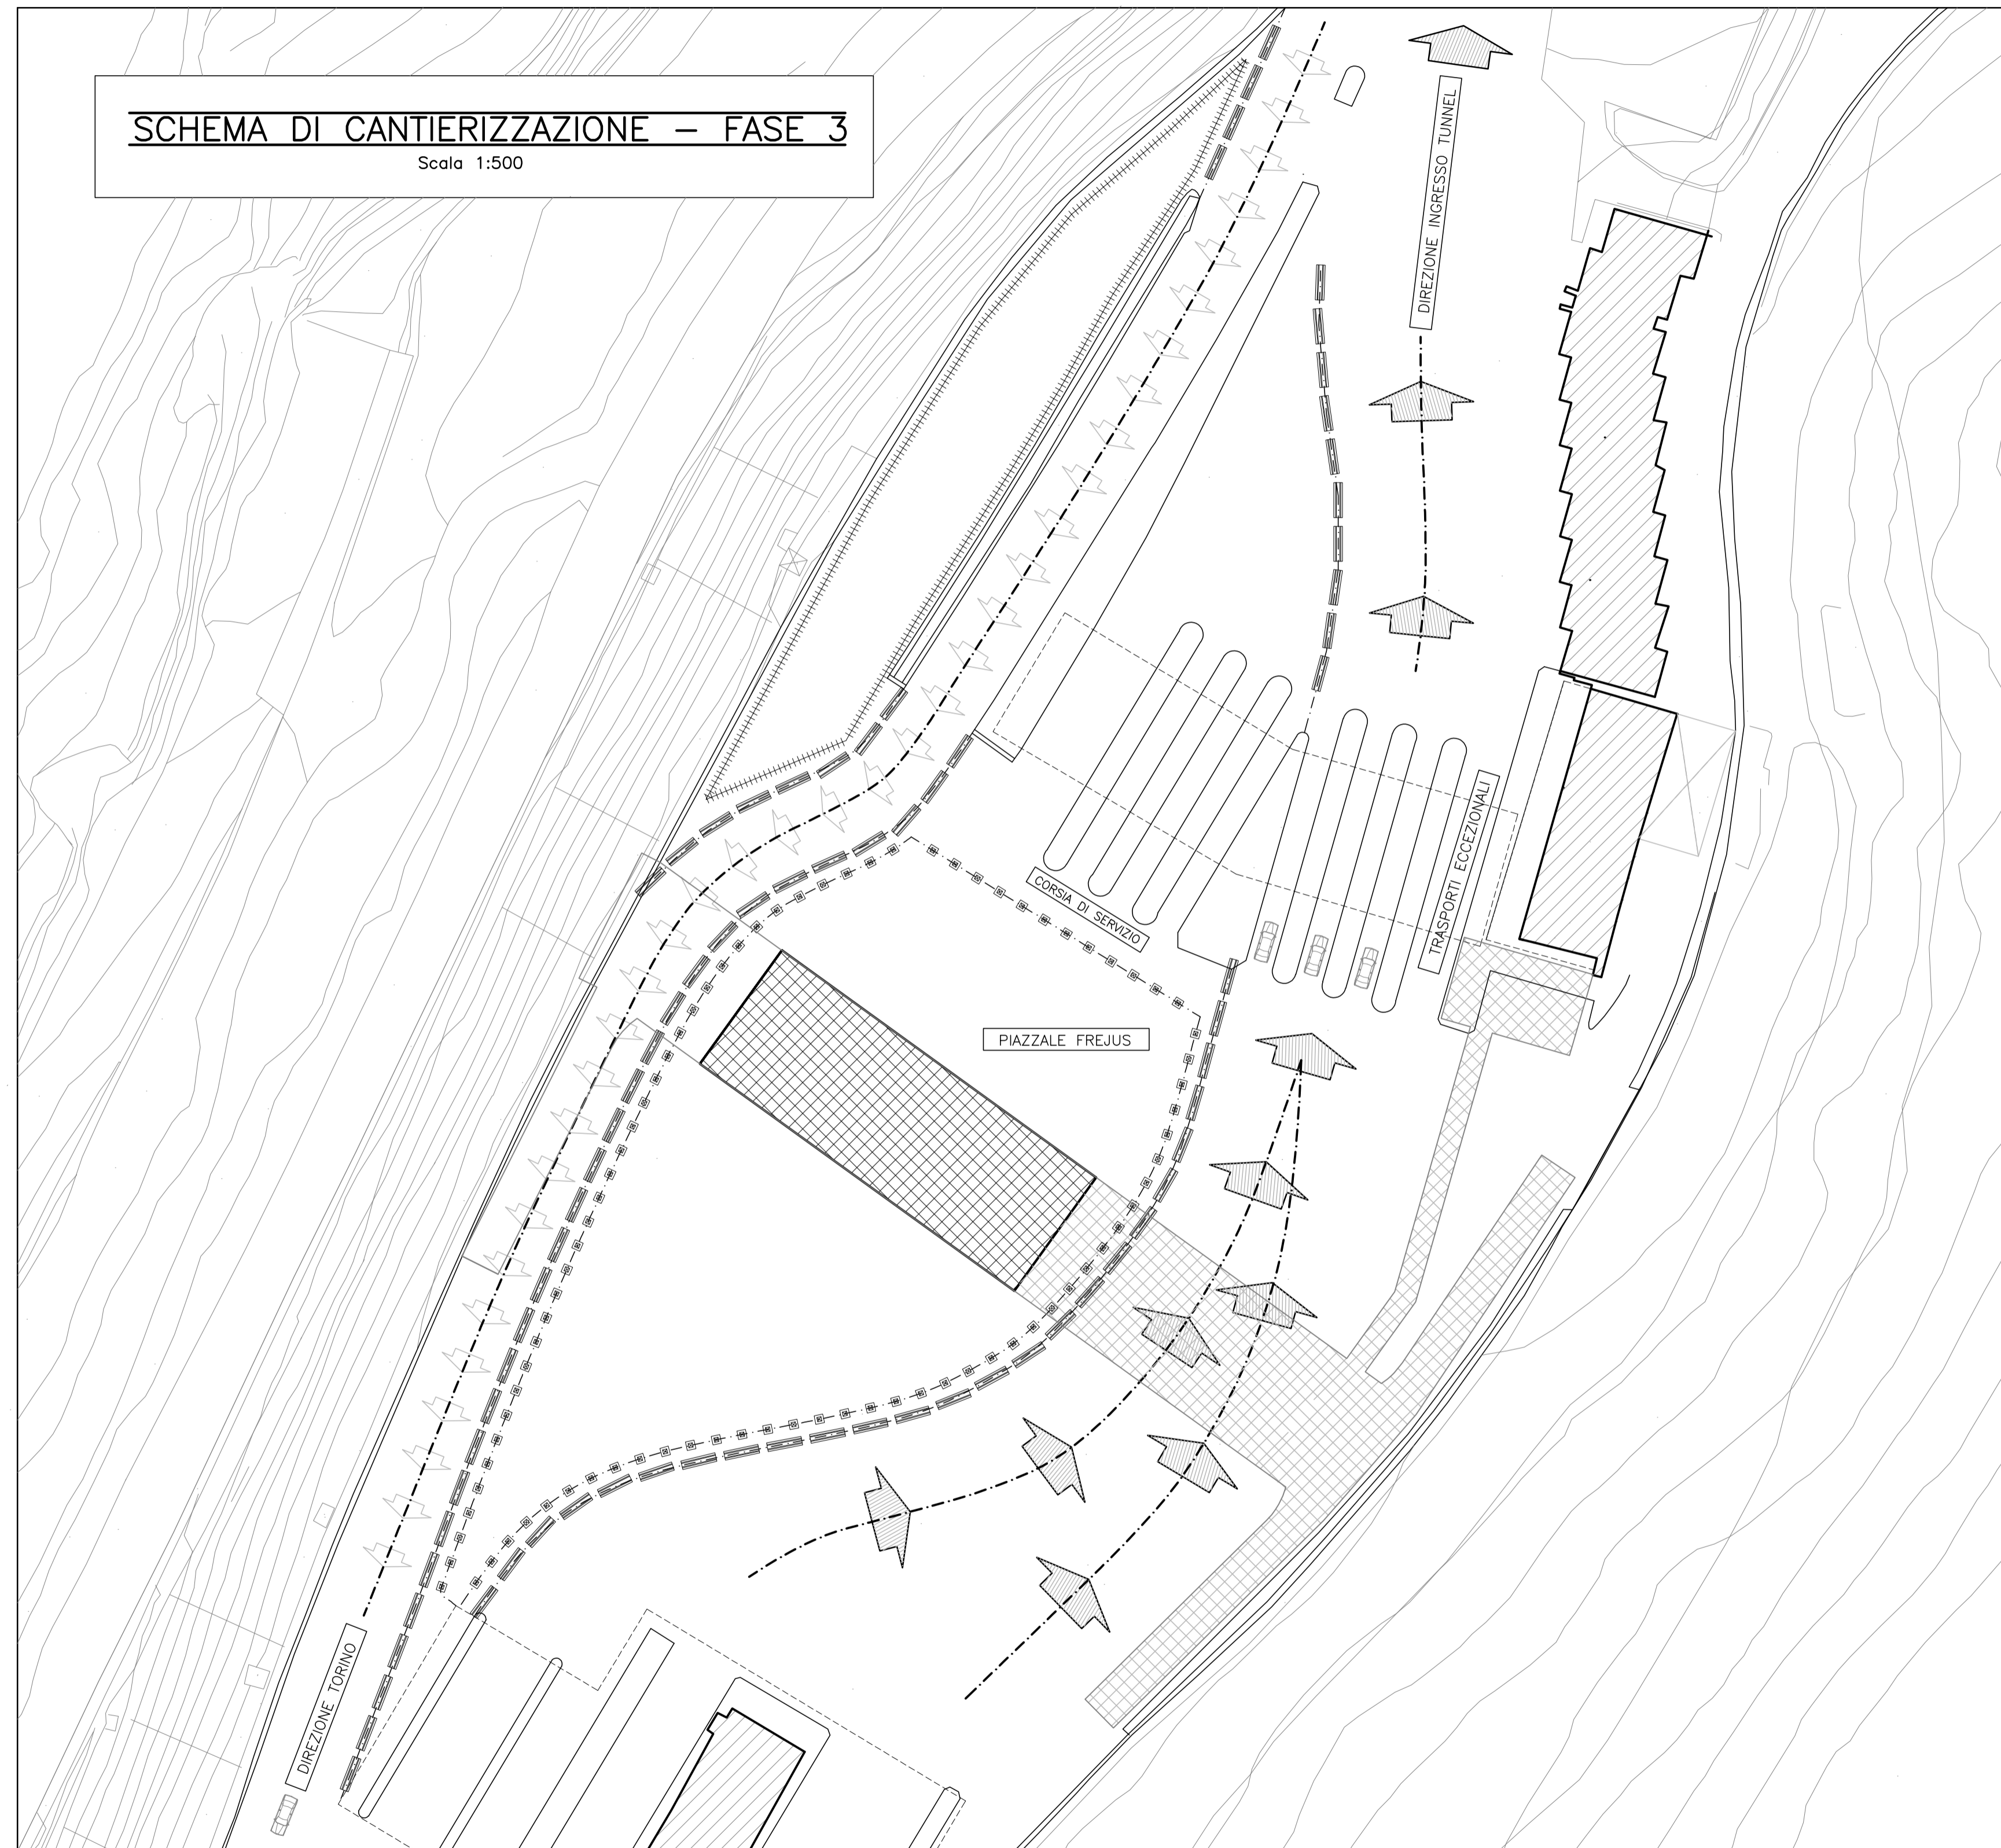 SCHEMA DI CANTIERIZZAZIONE – FASE 3
Scala 1:500
DIREZIONE INGRESSO TUNNEL
TRASPORTI ECCEZIONALI
CORSIA DI SERVIZIO
PIAZZALE FREJUS
DIREZIONE TORINO